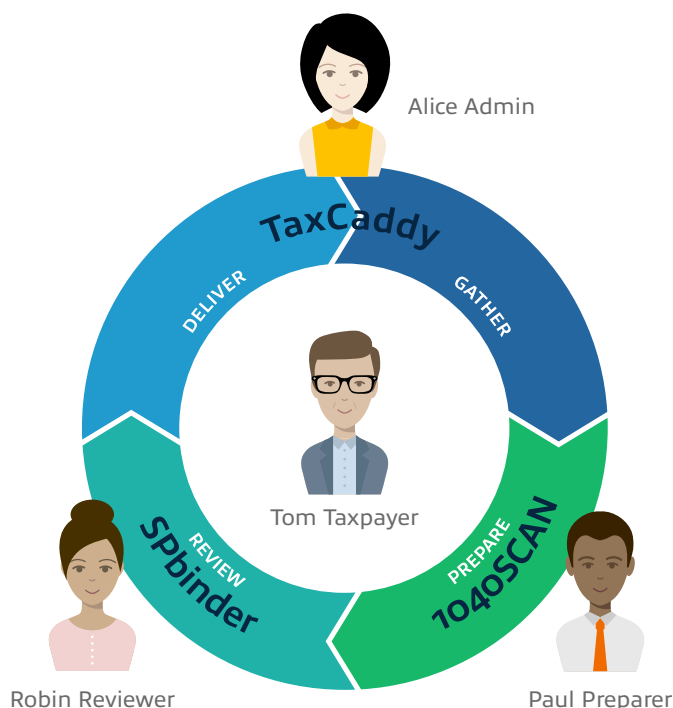 Alice Admin
TaxCaddy
DELIVER
GATHER
Tom Taxpayer
REVIEW
SPbinder
PREPARE
1040SCAN
Robin Reviewer
Paul Preparer